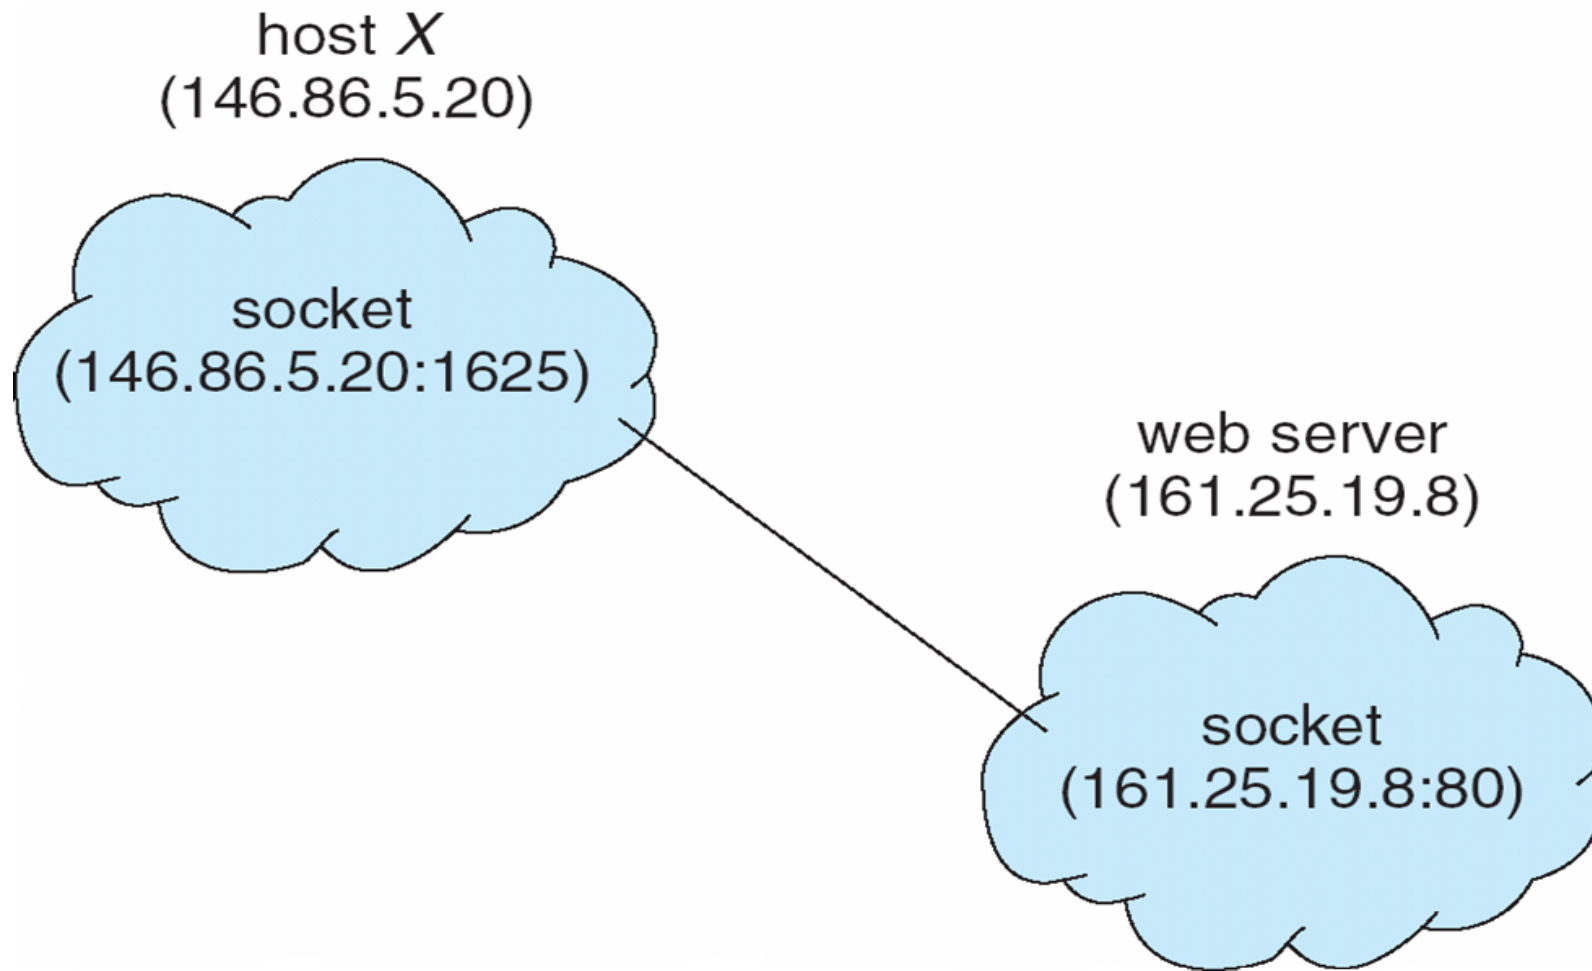 host X
(146.86.5.20)
socket
(146.86.5.20:1625)
web server
(161.25.19.8)
socket
(161.25.19.8:80)